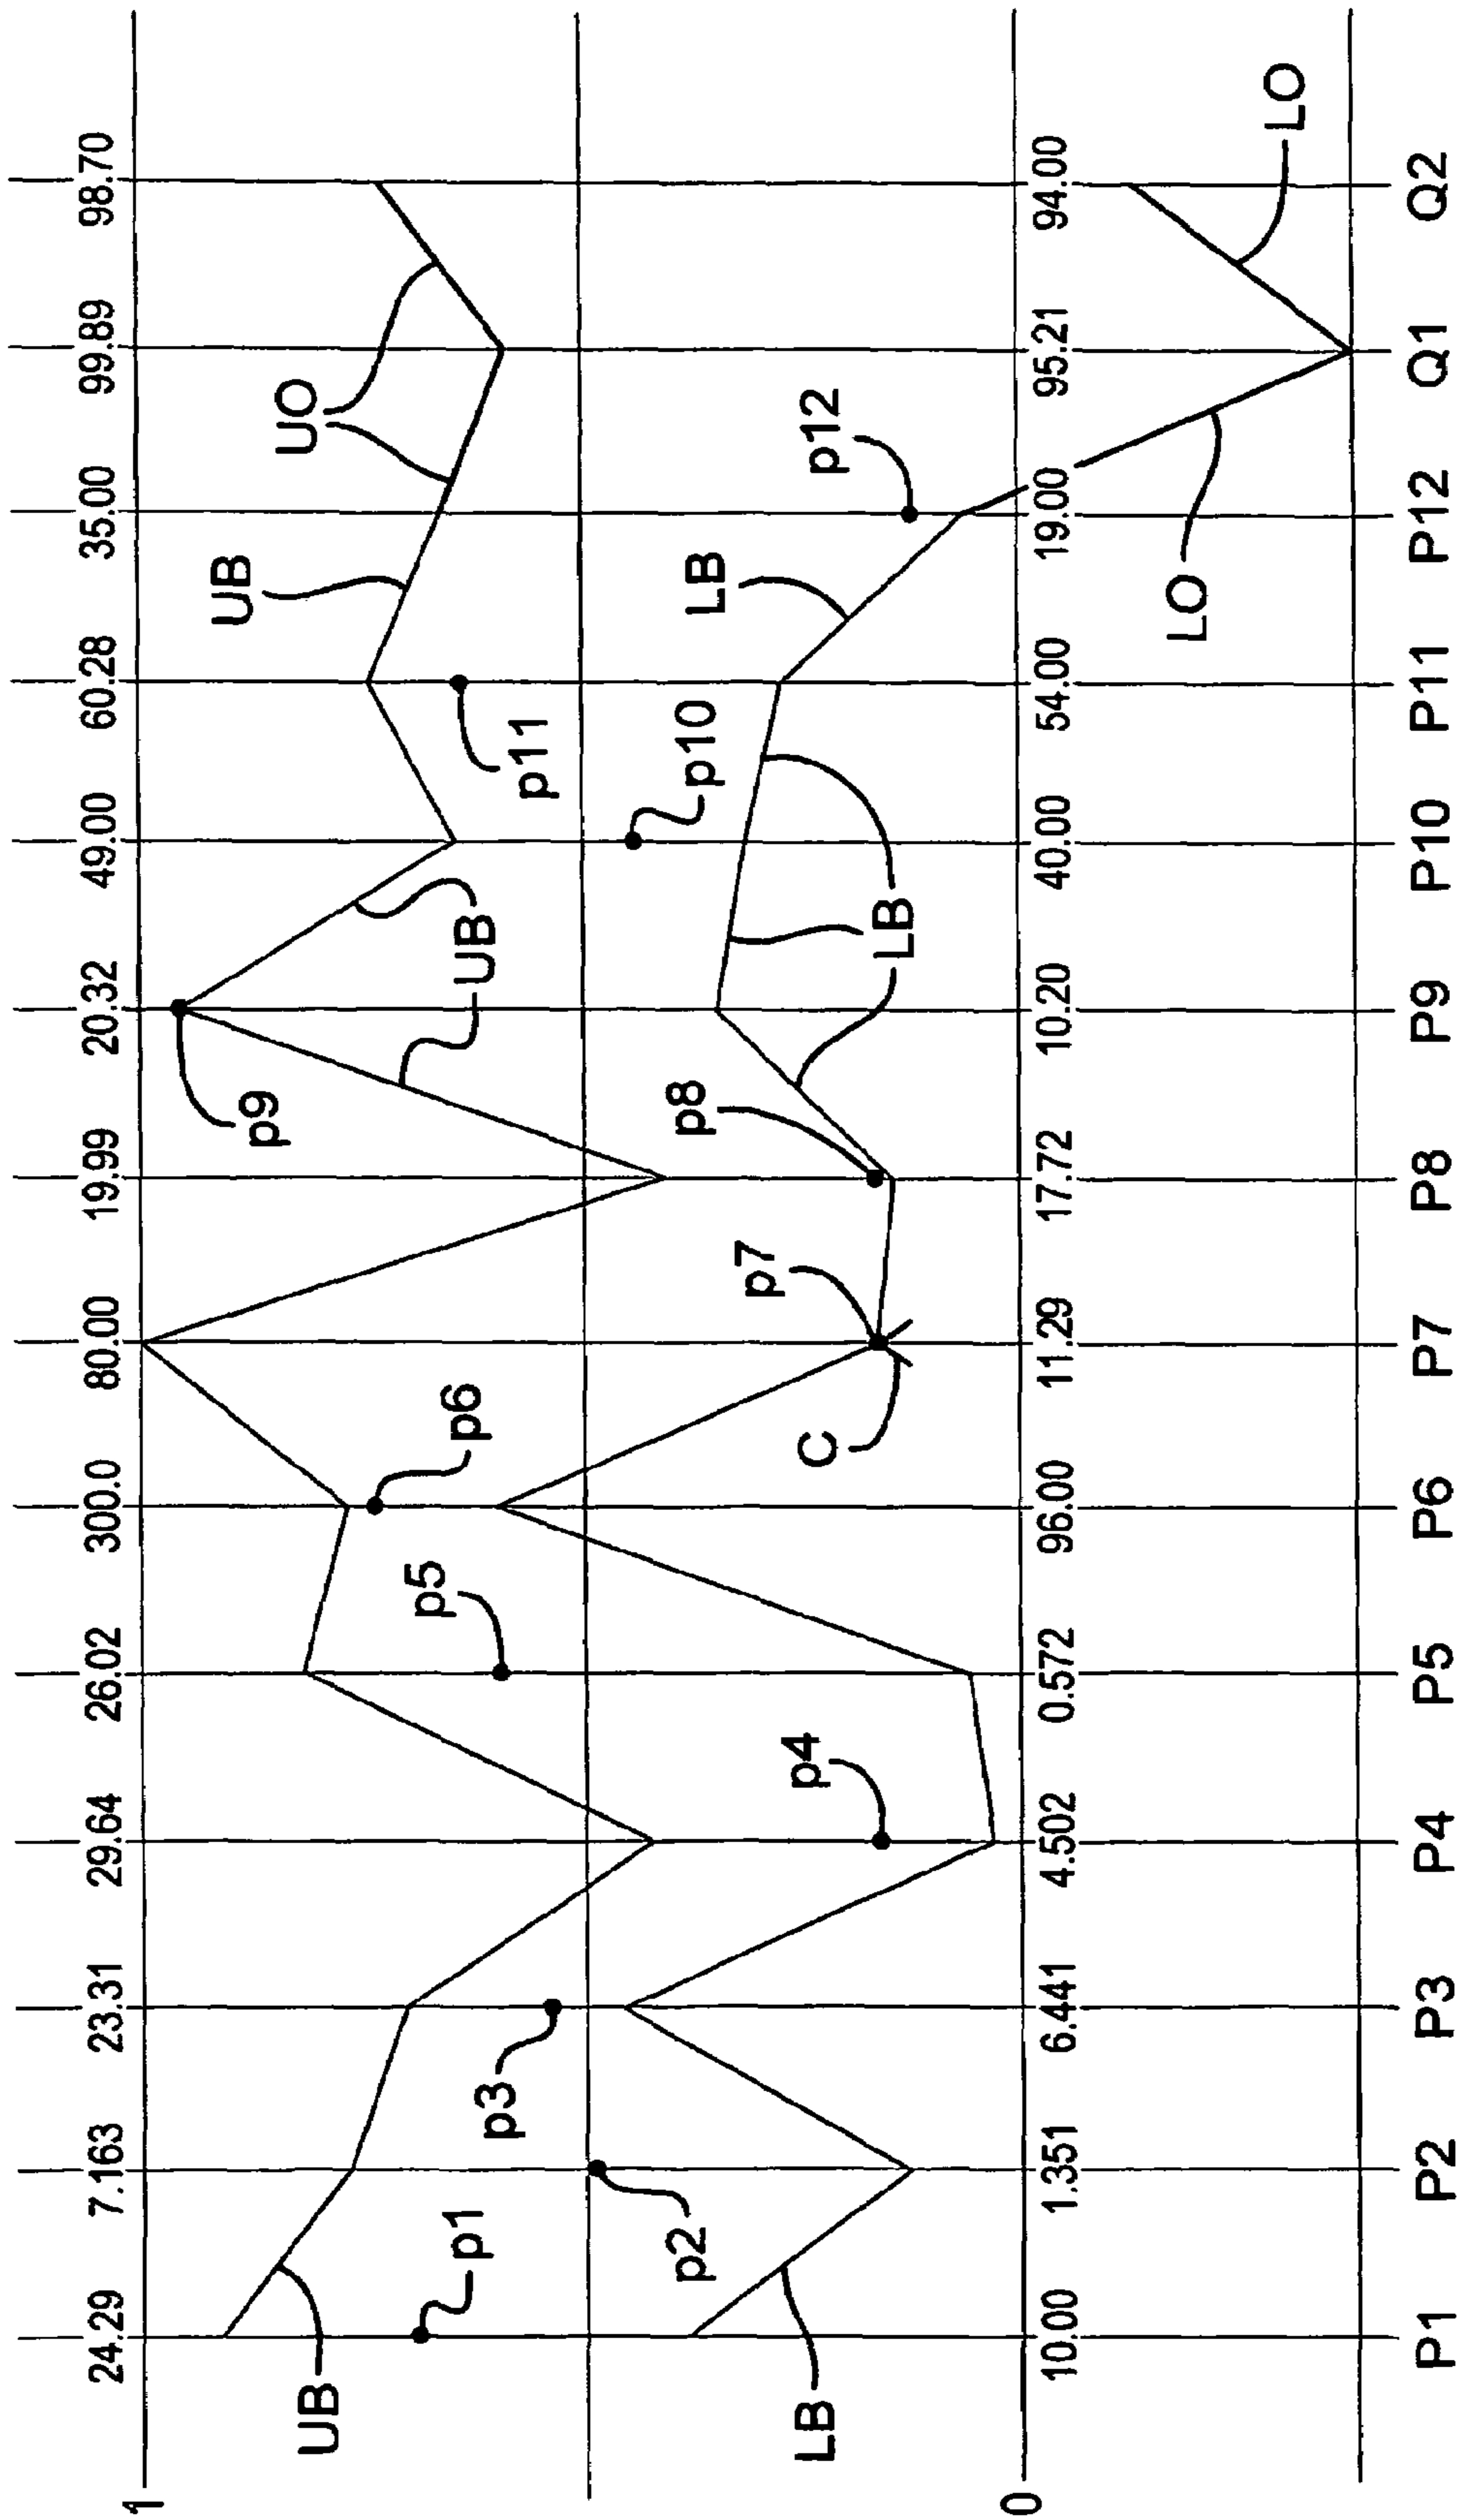 24.29 7.163 23.31 29.64 26.02 300.0 80.00 19.99 20.32 49.00 60.28 35.00 99.89 98.70
1
UB
UO
p9
UB
p1
p6
p11
UB
p5
p3
p2
p10
p8
LB
p7
p4
p12
LB
C
LB
0
10.00 1.351 6.441 4.502 0.572 96.00 11.29 17.72 10.20 40.00 54.00 19.00 95.21 94.00
LO
LO
P1 P2 P3 P4 P5 P6 P7 P8 P9 P10 P11 P12 Q1 Q2